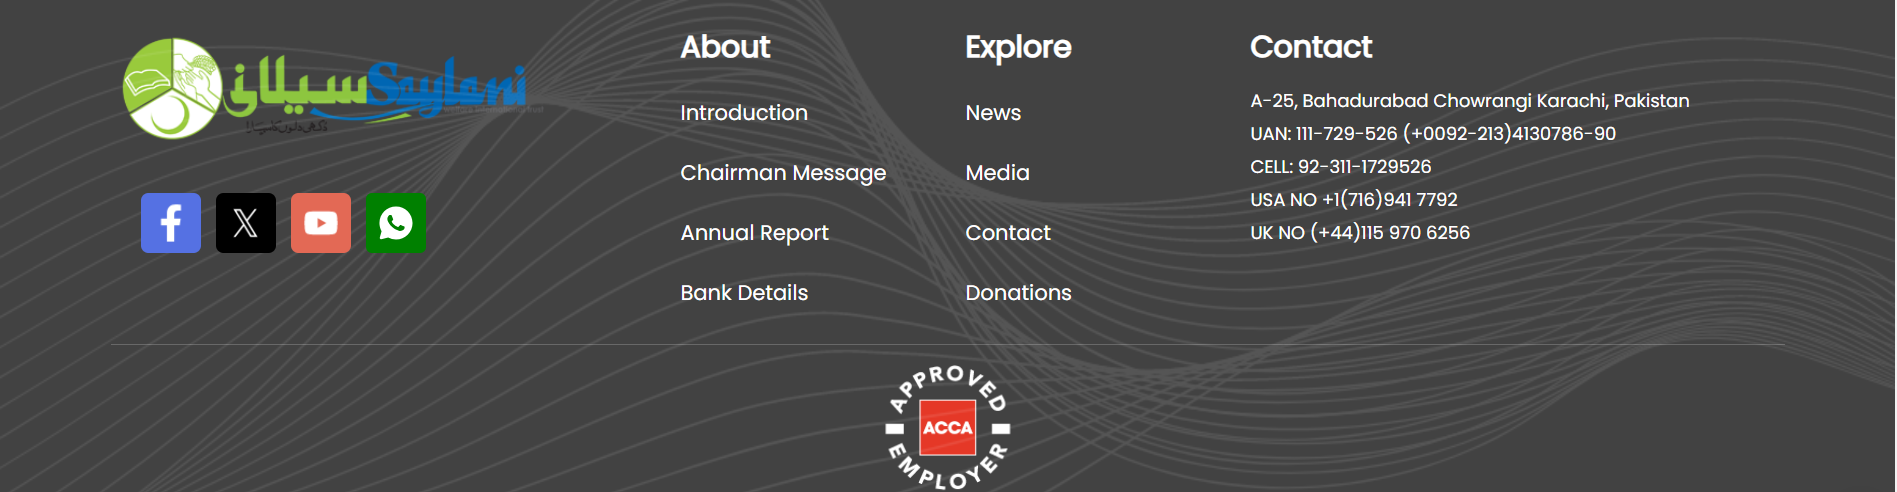 سیلانی Saylani
About
Introduction
Chairman Message
Annual Report
Bank Details
Explore
News
Media
Contact
Donations
Contact
A-25, Bahadurabad Chowrangi Karachi, Pakistan
UAN: 111-729-526 (+0092-213)4130786-90
CELL: 92-311-1729526
USA NO +1(716)941 7792
UK NO (+44)115 970 6256
APPROVED
ACCA
EMPLOYER